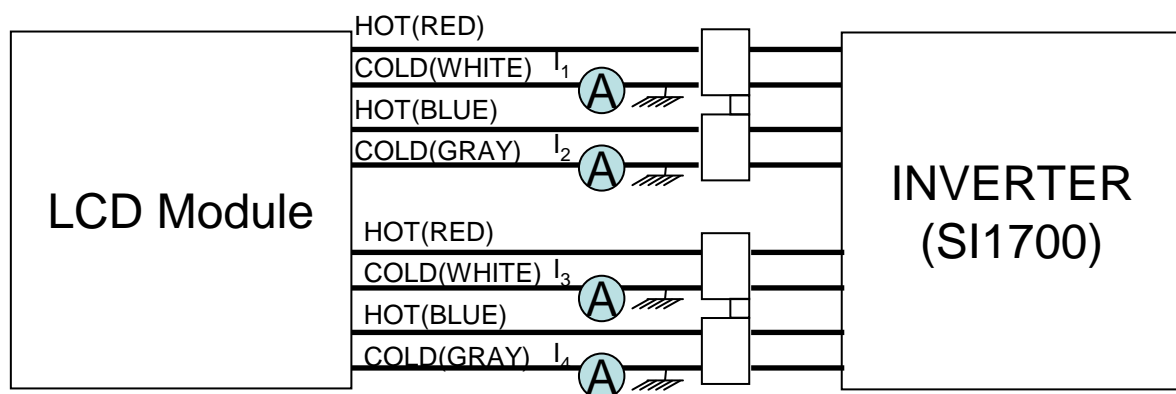 HOT(RED)
COLD(WHITE) I1
A
HOT(BLUE)
COLD(GRAY) I2
A
LCD Module
INVERTER
(SI1700)
HOT(RED)
COLD(WHITE) I3
A
HOT(BLUE)
COLD(GRAY) I4
A